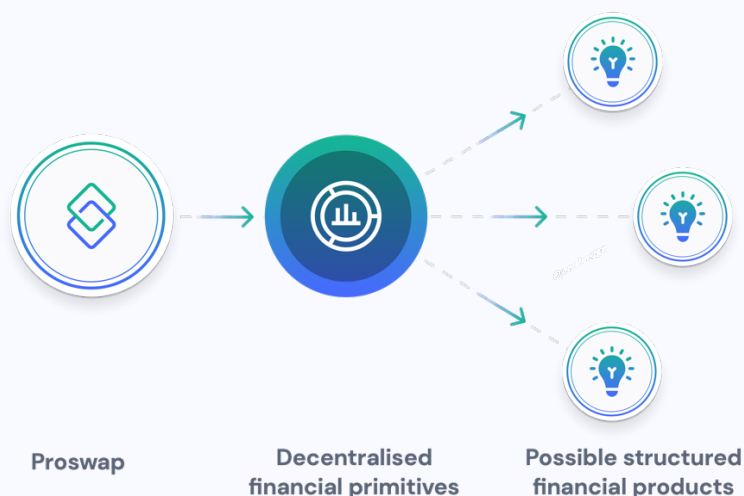 Proswap
Decentralised
financial primitives
Possible structured
financial products